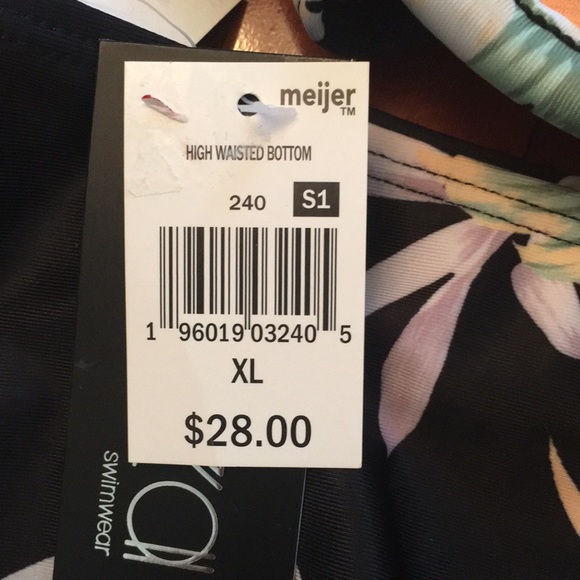 meijer
TM
HIGH WAISTED BOTTOM
240 S1
1 96019 03240 5
XL
$28.00
swimwear